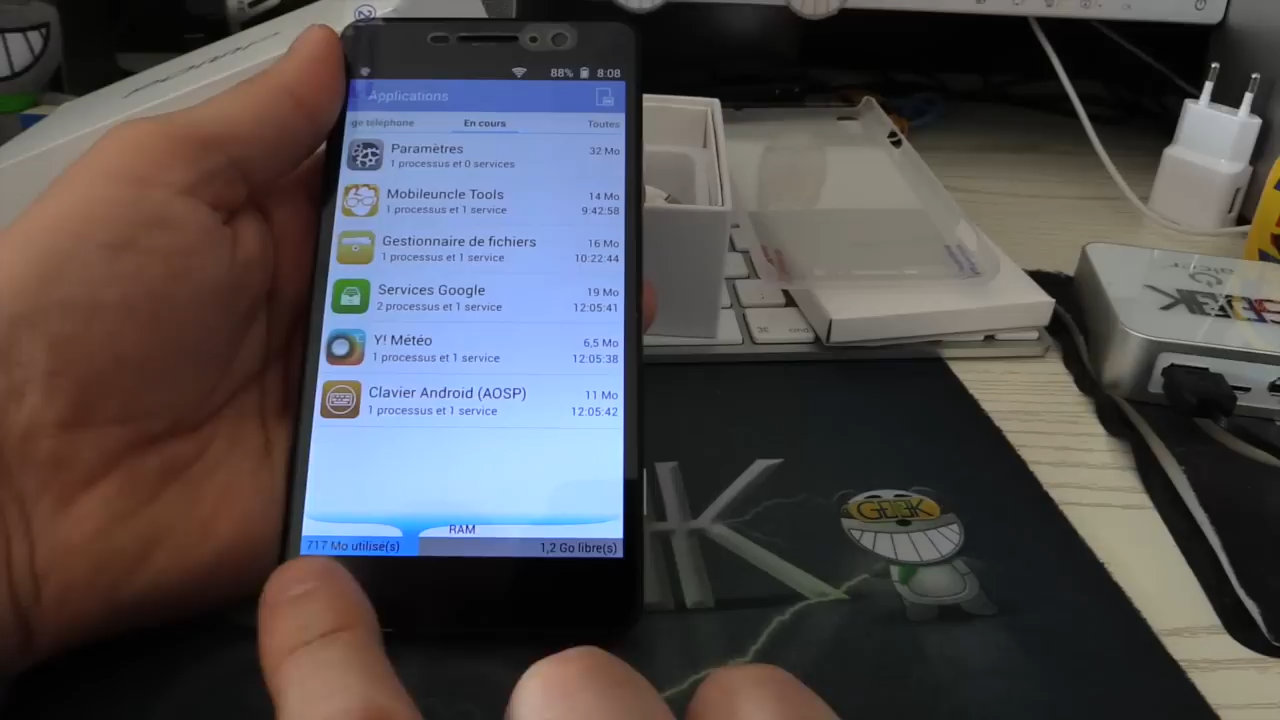 88% 8:08
Applications
ge téléphone En cours Toutes
Paramètres 32 Mo
1 processus et 0 services
Mobileuncle Tools 14 Mo
1 processus et 1 service 9:42:58
Gestionnaire de fichiers 16 Mo
1 processus et 1 service 10:22:44
Services Google 19 Mo
2 processus et 1 service 12:05:41
Y! Météo 6,5 Mo
1 processus et 1 service 12:05:38
Clavier Android (AOSP) 11 Mo
1 processus et 1 service 12:05:42
RAM
717 Mo utilisé(s) 1,2 Go libre(s)
GEEK
K
GEEK
cmd